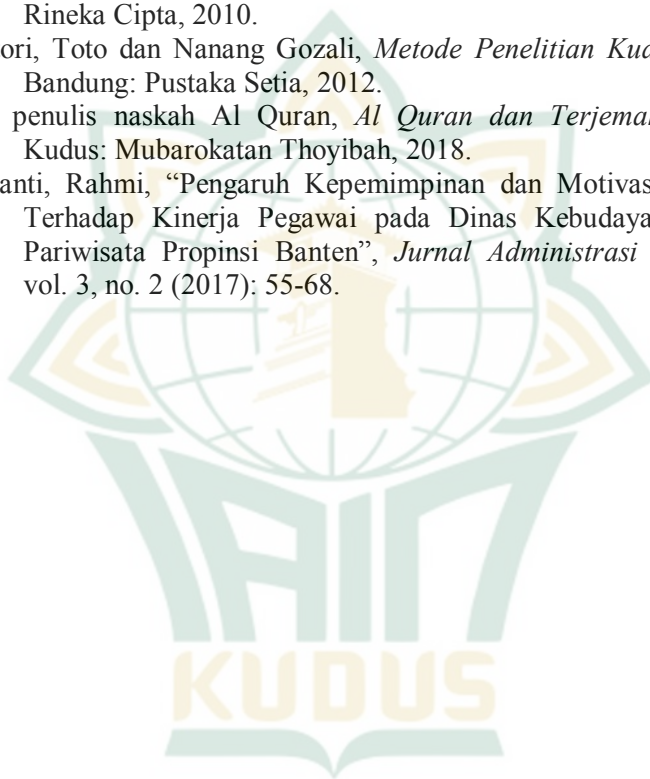 Rineka Cipta, 2010.
ori, Toto dan Nanang Gozali, Metode Penelitian Kua
Bandung: Pustaka Setia, 2012.
penulis naskah Al Quran, Al Quran dan Terjema
Kudus: Mubarokatan Thoyibah, 2018.
anti, Rahmi, “Pengaruh Kepemimpinan dan Motivas
Terhadap Kinerja Pegawai pada Dinas Kebudaya
Pariwisata Propinsi Banten”, Jurnal Administrasi
vol. 3, no. 2 (2017): 55-68.
IAIN
KUDUS